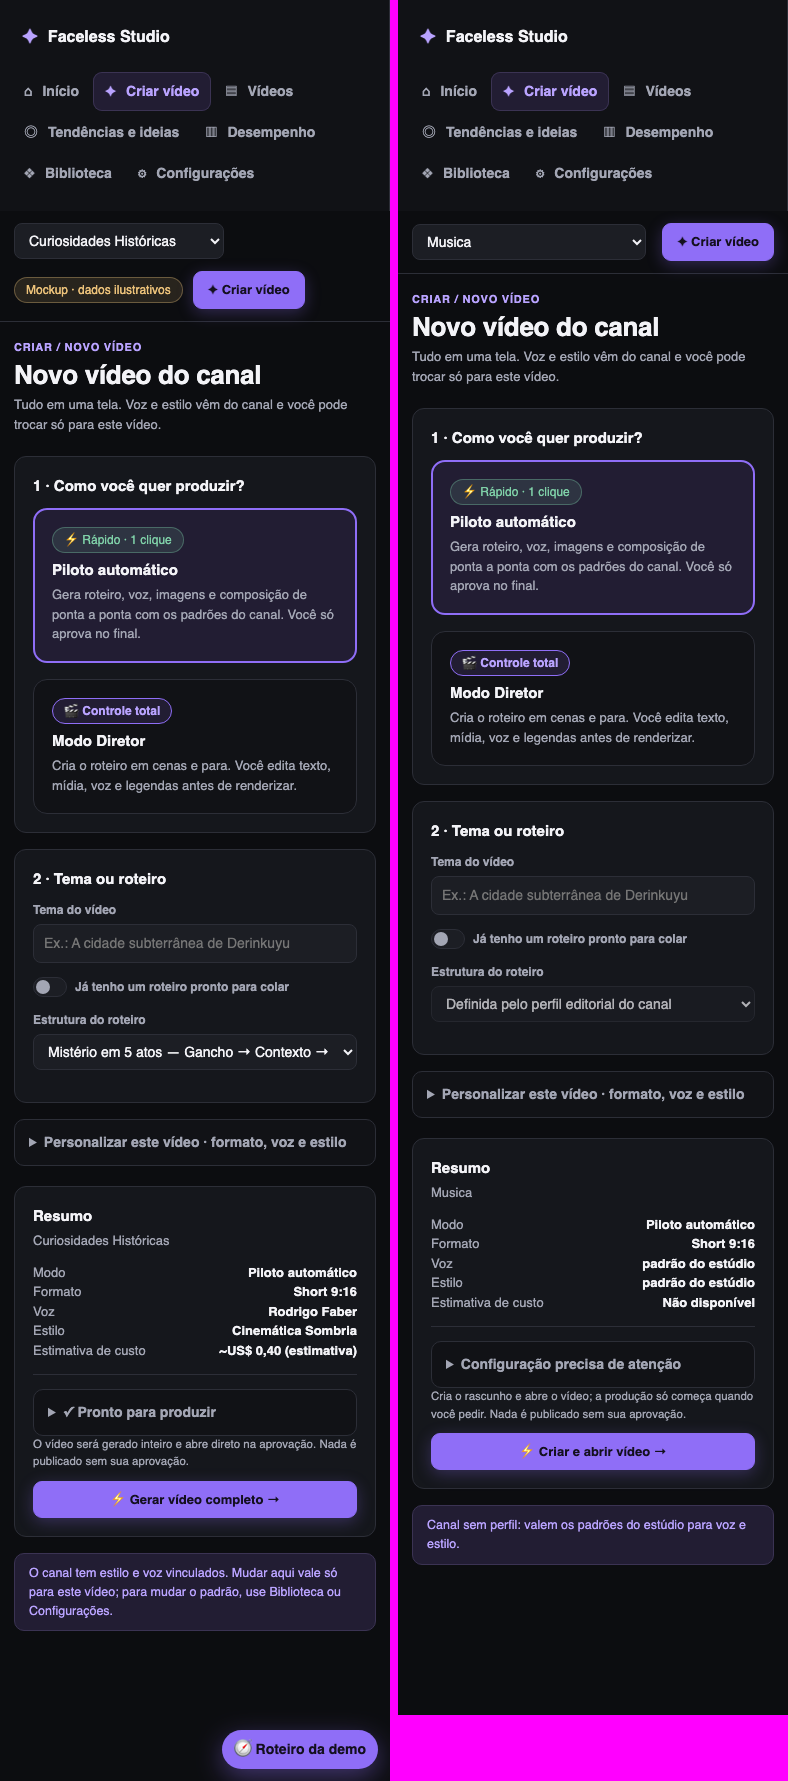 Faceless Studio
Início
Criar vídeo
Vídeos
Tendências e ideias
Desempenho
Biblioteca
Configurações
Curiosidades Históricas
Mockup · dados ilustrativos
Criar vídeo
CRIAR / NOVO VÍDEO
Novo vídeo do canal
Tudo em uma tela. Voz e estilo vêm do canal e você pode
trocar só para este vídeo.
1 · Como você quer produzir?
⚡ Rápido · 1 clique
Piloto automático
Gera roteiro, voz, imagens e composição de
ponta a ponta com os padrões do canal. Você só
aprova no final.
🎬 Controle total
Modo Diretor
Cria o roteiro em cenas e para. Você edita texto,
mídia, voz e legendas antes de renderizar.
2 · Tema ou roteiro
Tema do vídeo
Ex.: A cidade subterrânea de Derinkuyu
Já tenho um roteiro pronto para colar
Estrutura do roteiro
Mistério em 5 atos — Gancho → Contexto →
▶ Personalizar este vídeo · formato, voz e estilo
Resumo
Curiosidades Históricas
Modo Piloto automático
Formato Short 9:16
Voz Rodrigo Faber
Estilo Cinemática Sombria
Estimativa de custo ~US$ 0,40 (estimativa)
▶ ✓ Pronto para produzir
O vídeo será gerado inteiro e abre direto na aprovação. Nada é
publicado sem sua aprovação.
⚡ Gerar vídeo completo →
O canal tem estilo e voz vinculados. Mudar aqui vale só
para este vídeo; para mudar o padrão, use Biblioteca ou
Configurações.
🧭 Roteiro da demo
Faceless Studio
Início
Criar vídeo
Vídeos
Tendências e ideias
Desempenho
Biblioteca
Configurações
Musica
Criar vídeo
CRIAR / NOVO VÍDEO
Novo vídeo do canal
Tudo em uma tela. Voz e estilo vêm do canal e você pode
trocar só para este vídeo.
1 · Como você quer produzir?
⚡ Rápido · 1 clique
Piloto automático
Gera roteiro, voz, imagens e composição de
ponta a ponta com os padrões do canal. Você só
aprova no final.
🎬 Controle total
Modo Diretor
Cria o roteiro em cenas e para. Você edita texto,
mídia, voz e legendas antes de renderizar.
2 · Tema ou roteiro
Tema do vídeo
Ex.: A cidade subterrânea de Derinkuyu
Já tenho um roteiro pronto para colar
Estrutura do roteiro
Definida pelo perfil editorial do canal
▶ Personalizar este vídeo · formato, voz e estilo
Resumo
Musica
Modo Piloto automático
Formato Short 9:16
Voz padrão do estúdio
Estilo padrão do estúdio
Estimativa de custo Não disponível
▶ Configuração precisa de atenção
Cria o rascunho e abre o vídeo; a produção só começa quando
você pedir. Nada é publicado sem sua aprovação.
⚡ Criar e abrir vídeo →
Canal sem perfil: valem os padrões do estúdio para voz e
estilo.